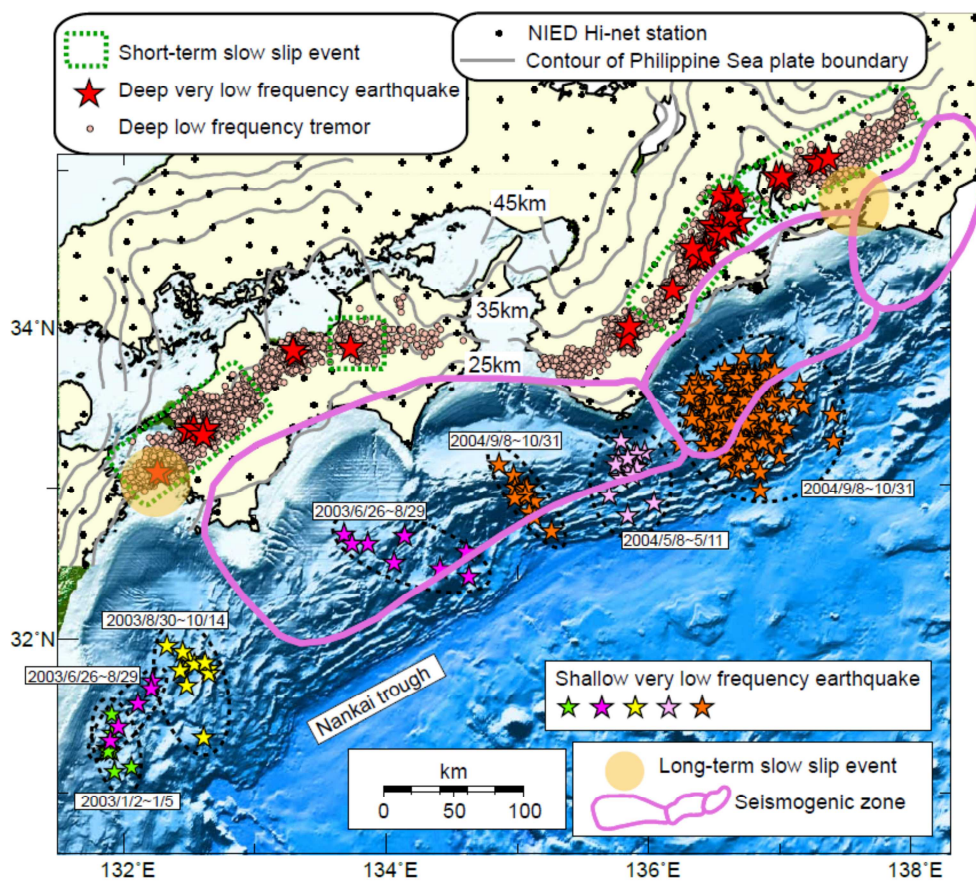 Short-term slow slip event
Deep very low frequency earthquake
Deep low frequency tremor
NIED Hi-net station
Contour of Philippine Sea plate boundary
45km
35km
34˚N
25km
2004/9/8~10/31
2004/9/8~10/31
2003/6/26~8/29
2004/5/8~5/11
2003/8/30~10/14
32˚N
2003/6/26~8/29
Shallow very low frequency earthquake
Nankai trough
km
0 50 100
Long-term slow slip event
Seismogenic zone
2003/1/2~1/5
132˚E 134˚E 136˚E 138˚E